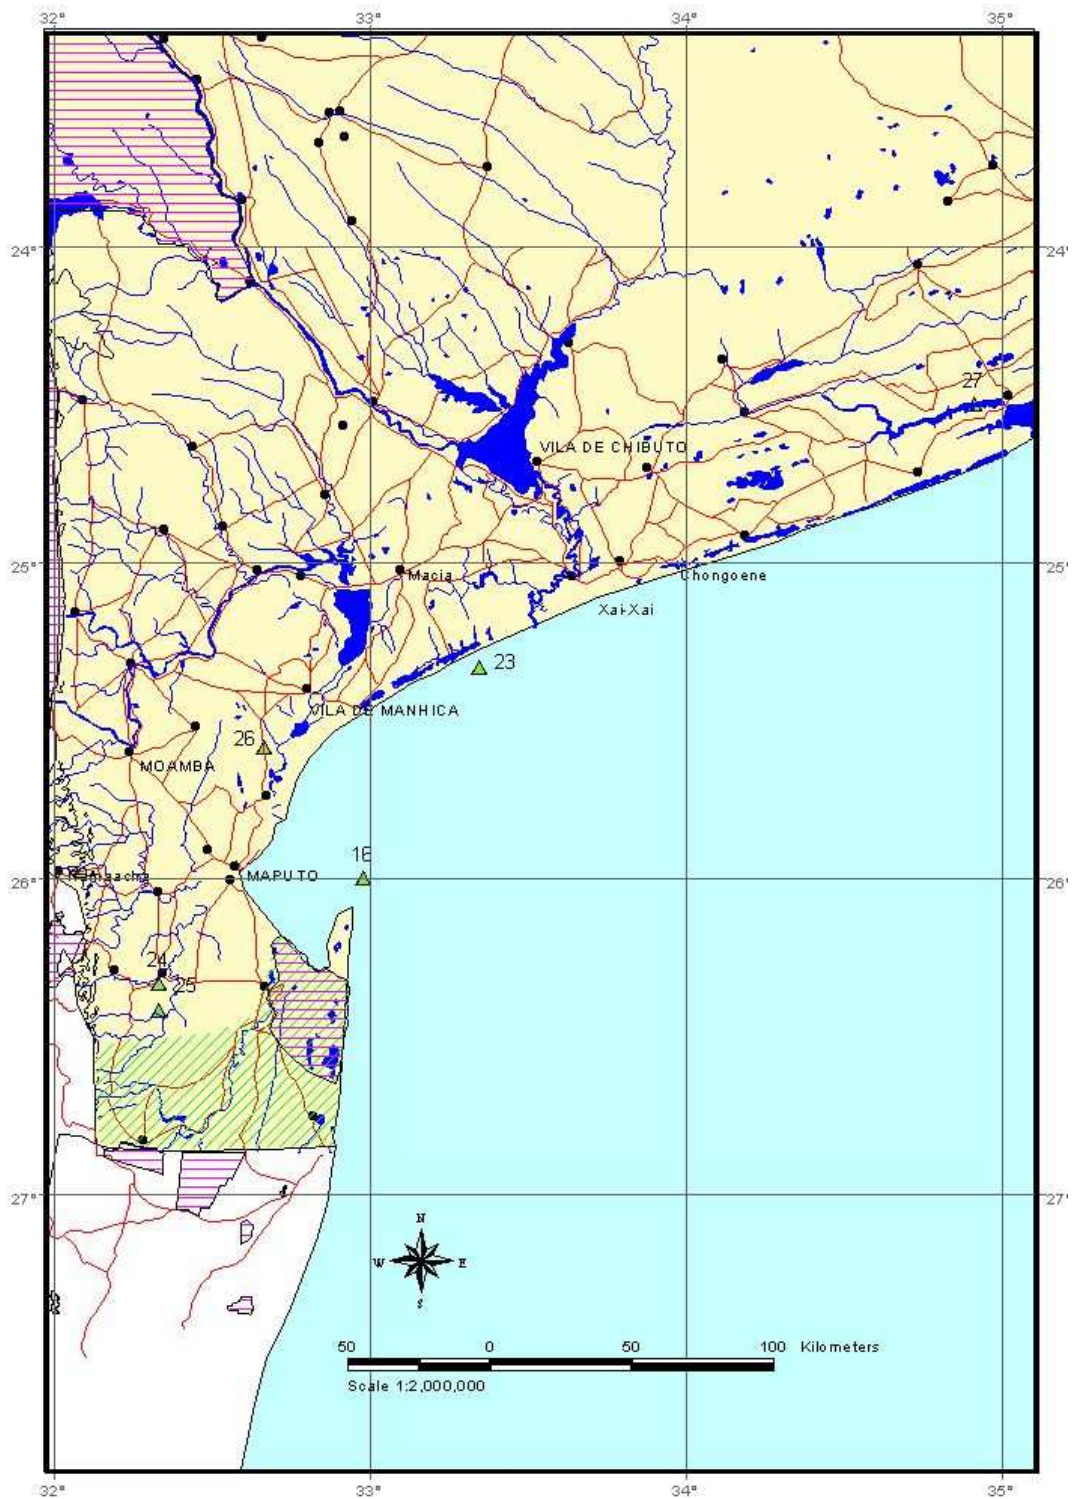 32° 33° 34° 35°
24° 24°
27
VILA DE CHIBUTO
25° 25°
Macia Chongoene
Xai-Xai
23
VILA DE MANHICA
26
MOAMBA
16
26° Namaacha MAPUTO 26°
24
25
27° 27°
N
W E
S
50 0 50 100 Kilometers
Scale 1:2,000,000
32° 33° 34° 35°